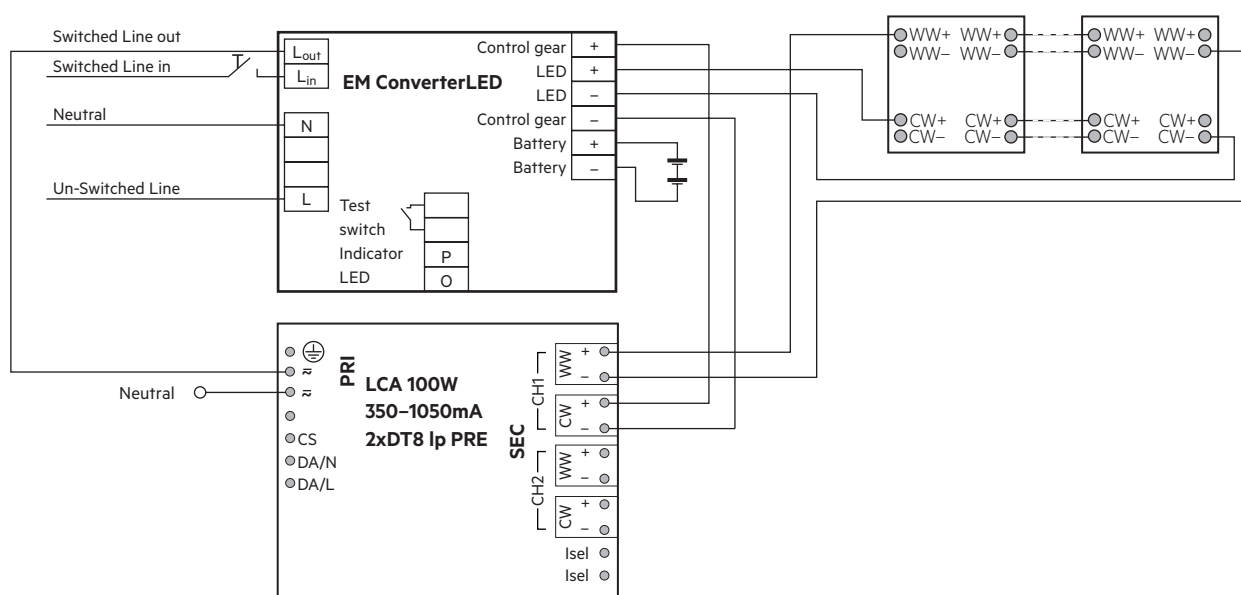 Switched Line out
Switched Line in
Neutral
Un-Switched Line
Lout
Lin
N
L
EM ConverterLED
Control gear +
LED +
LED –
Control gear –
Battery +
Battery –
Test
switch
Indicator P
LED O
WW+ WW+ WW+ WW+
WW– WW– WW– WW–
CW+ CW+ CW+ CW+
CW– CW– CW– CW–
Neutral
PRI
≂
≂
CS
DA/N
DA/L
LCA 100W
350–1050mA
2xDT8 lp PRE
SEC
CH1
WW + –
CW + –
CH2
WW + –
CW + –
Isel
Isel